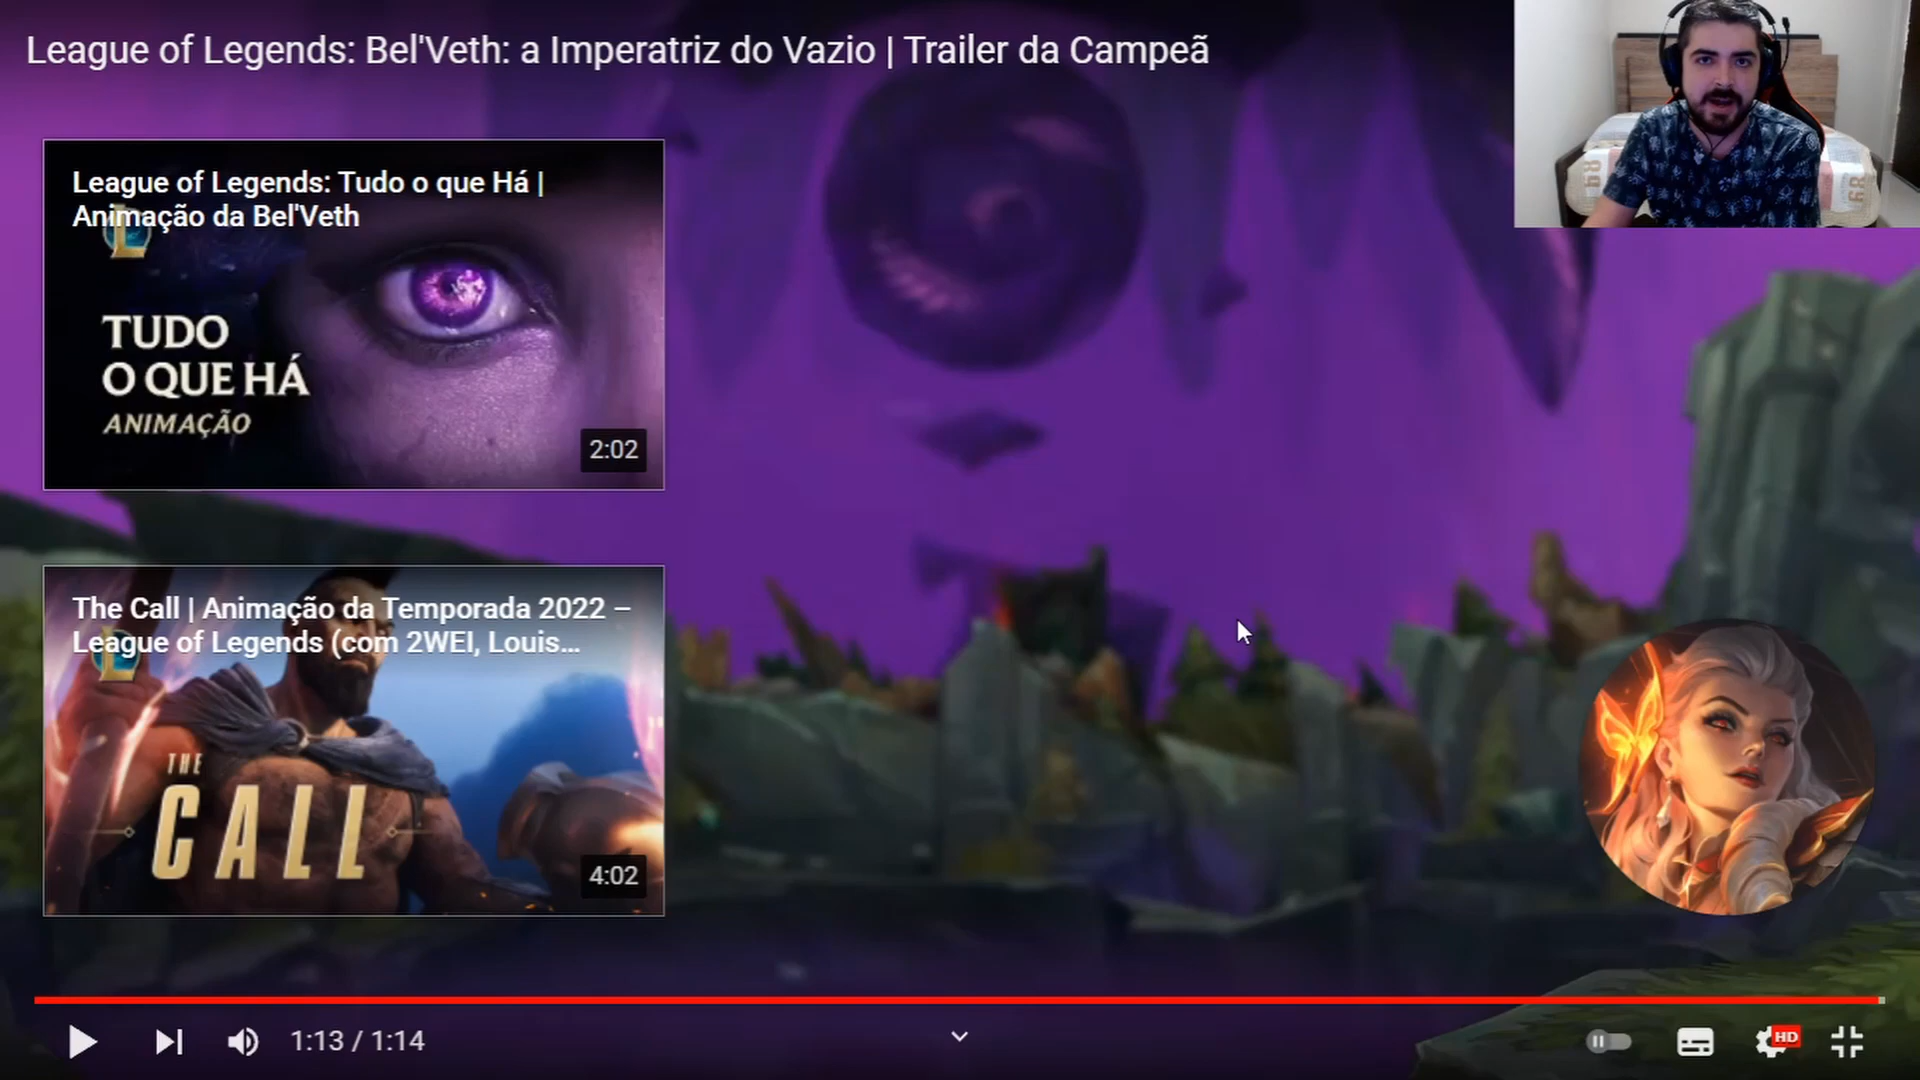 League of Legends: Bel'Veth: a Imperatriz do Vazio | Trailer da Campeã
League of Legends: Tudo o que Há |
Animação da Bel'Veth
TUDO
O QUE HÁ
ANIMAÇÃO
2:02
The Call | Animação da Temporada 2022 –
League of Legends (com 2WEI, Louis...
THE
CALL
4:02
68
89
1:13 / 1:14
HD